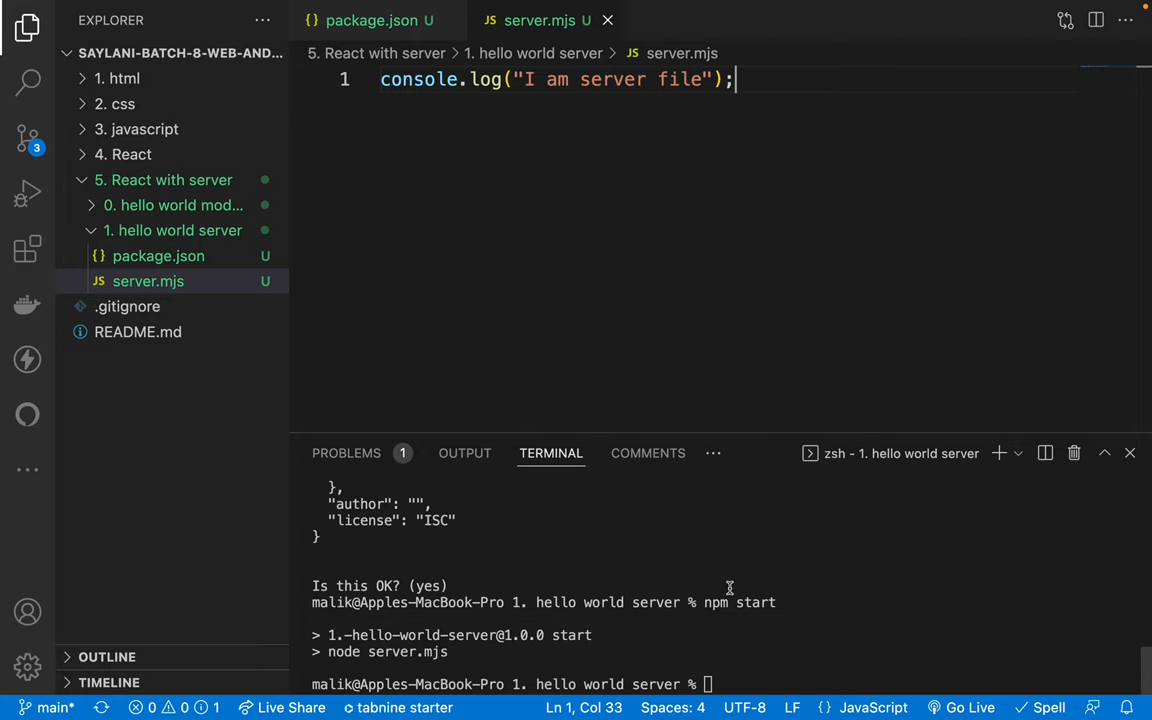 EXPLORER
SAYLANI-BATCH-8-WEB-AND...
1. html
2. css
3. javascript
4. React
5. React with server
0. hello world mod...
1. hello world server
{} package.json U
JS server.mjs U
.gitignore
README.md
OUTLINE
TIMELINE
3
{} package.json U
JS server.mjs U
5. React with server > 1. hello world server > JS server.mjs
1 console.log("I am server file");
PROBLEMS 1 OUTPUT TERMINAL COMMENTS
zsh - 1. hello world server
},
"author": "",
"license": "ISC"
}
Is this OK? (yes)
malik@Apples-MacBook-Pro 1. hello world server % npm start
> 1.-hello-world-server@1.0.0 start
> node server.mjs
malik@Apples-MacBook-Pro 1. hello world server %
main* 0 0 1 Live Share tabnine starter Ln 1, Col 33 Spaces: 4 UTF-8 LF {} JavaScript Go Live Spell